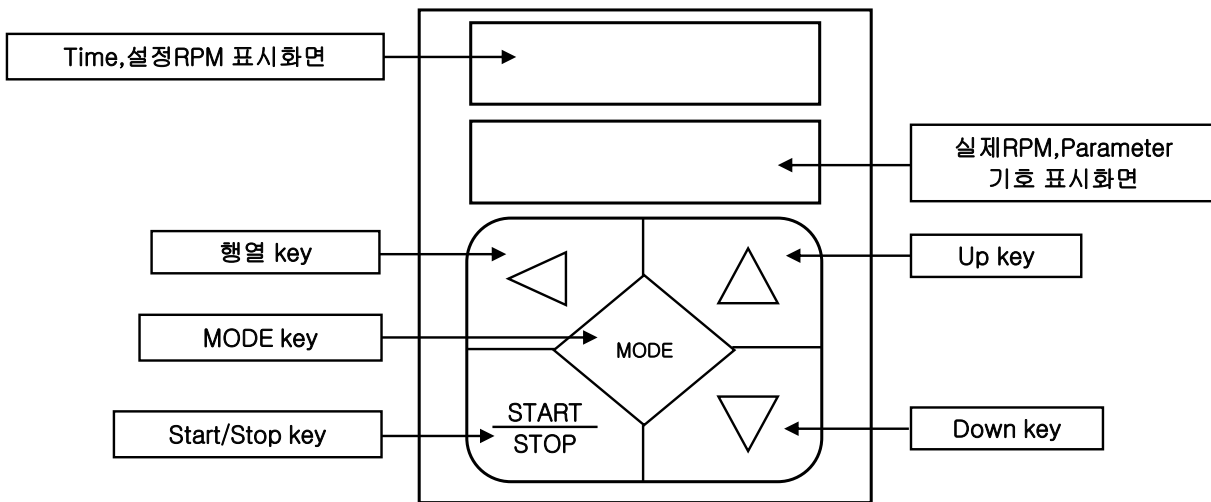 Time,설정RPM 표시화면
실제RPM,Parameter
기호 표시화면
행열 key
Up key
MODE key
MODE
START
STOP
Start/Stop key
Down key